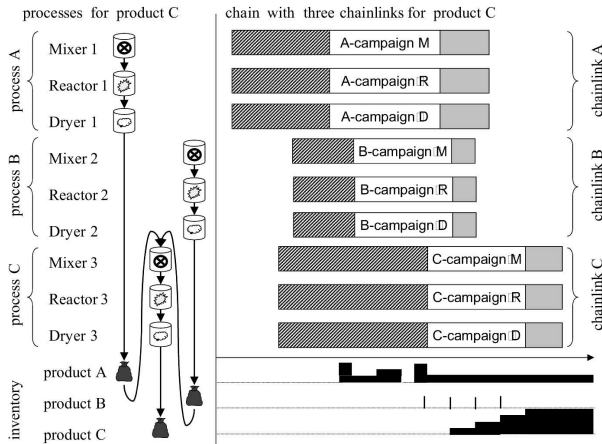 processes for product C
chain with three chainlinks for product C
process A
Mixer 1
A-campaign M
Reactor 1
A-campaign R
Dryer 1
A-campaign D
chainlink A
process B
Mixer 2
B-campaign M
Reactor 2
B-campaign R
Dryer 2
B-campaign D
chainlink B
process C
Mixer 3
C-campaign M
Reactor 3
C-campaign R
Dryer 3
C-campaign D
chainlink C
inventory
product A
product B
product C